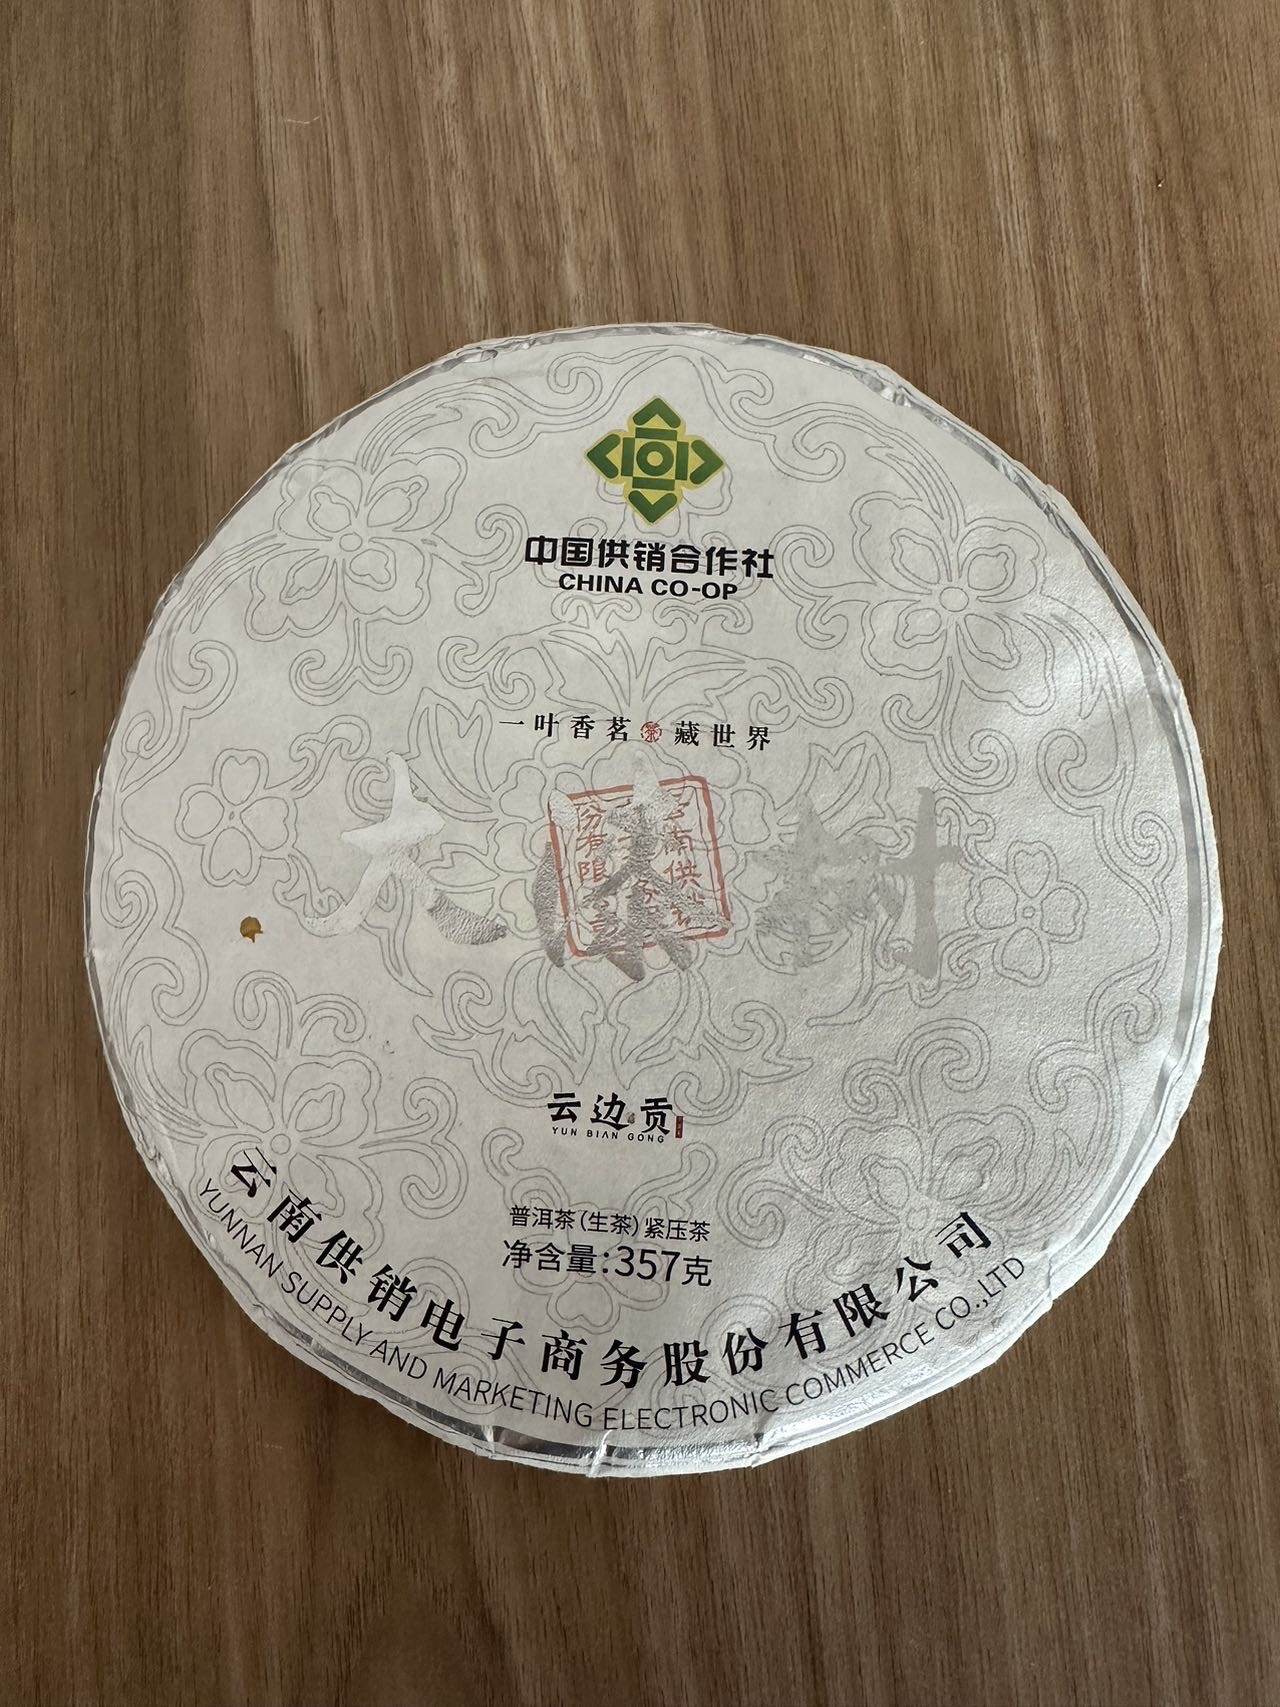 中国供销合作社
CHINA CO-OP
一叶香茗 茶 藏世界
大茶树
云边贡
YUN BIAN GONG
普洱茶(生茶)紧压茶
净含量:357克
云南供销电子商务股份有限公司
YUNNAN SUPPLY AND MARKETING ELECTRONIC COMMERCE CO.,LTD